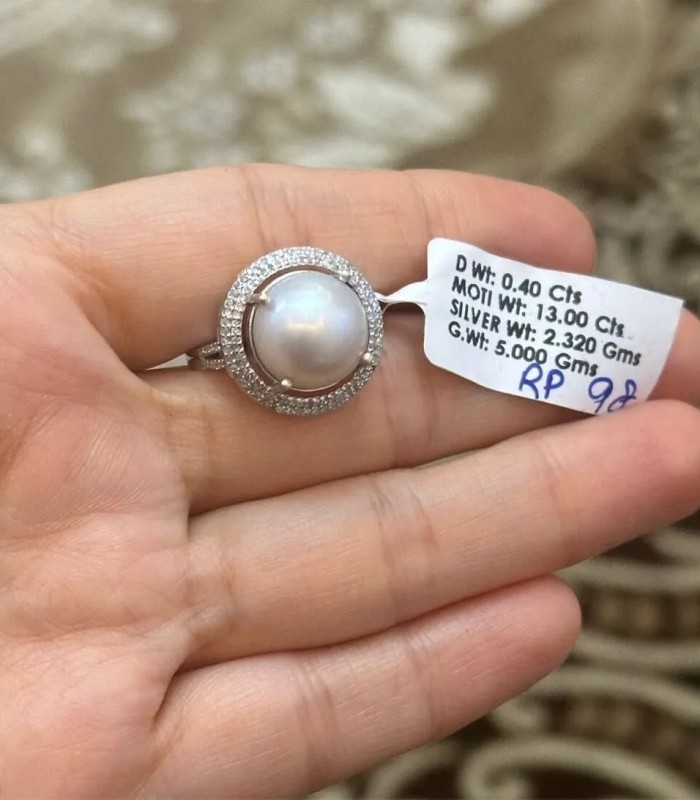 D Wt: 0.40 Cts
MOTI Wt: 13.00 Cts.
SILVER Wt: 2.320 Gms
G.Wt: 5.000 Gms
RP 98